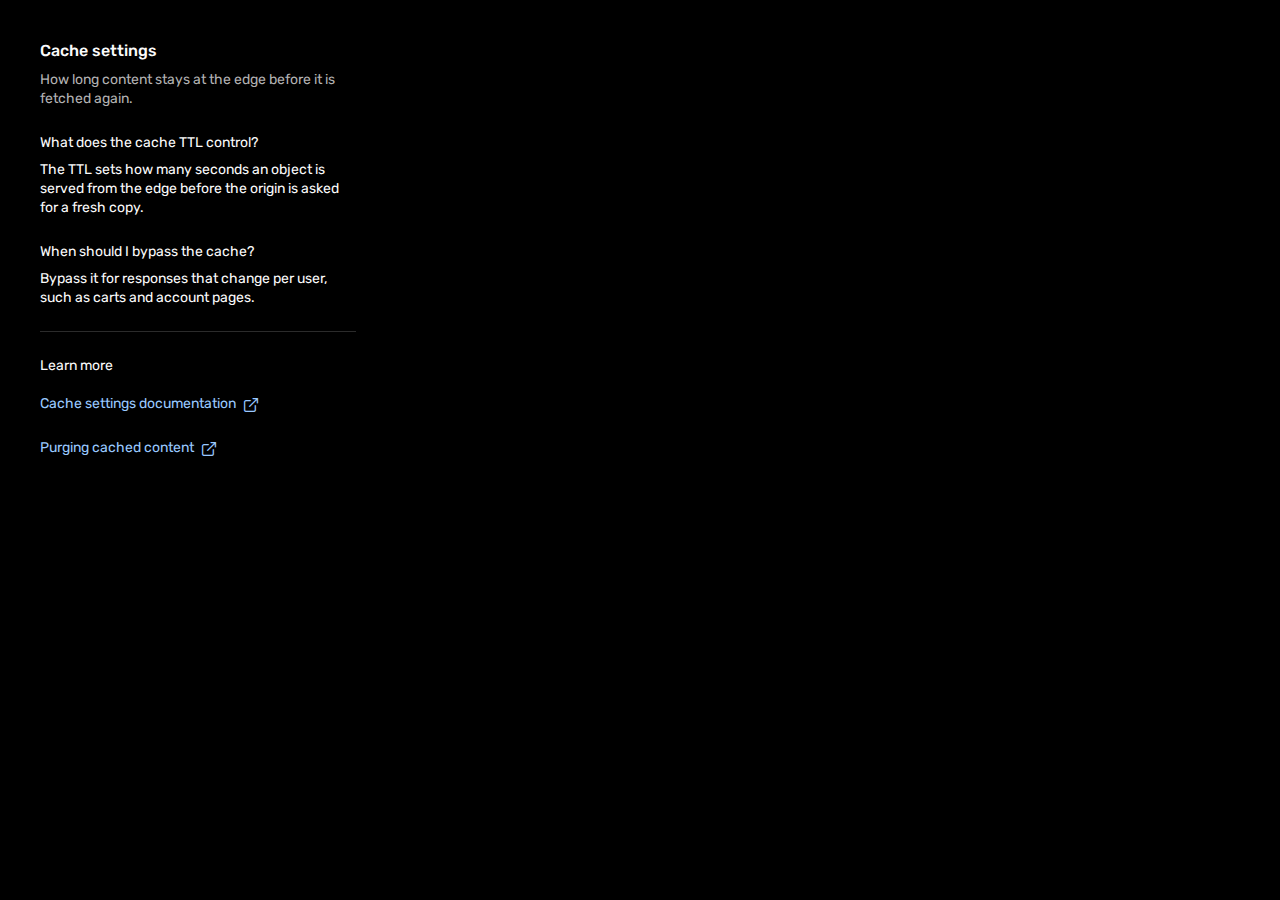 Cache settings
How long content stays at the edge before it is
fetched again.
What does the cache TTL control?
The TTL sets how many seconds an object is
served from the edge before the origin is asked
for a fresh copy.
When should I bypass the cache?
Bypass it for responses that change per user,
such as carts and account pages.
Learn more
Cache settings documentation
Purging cached content